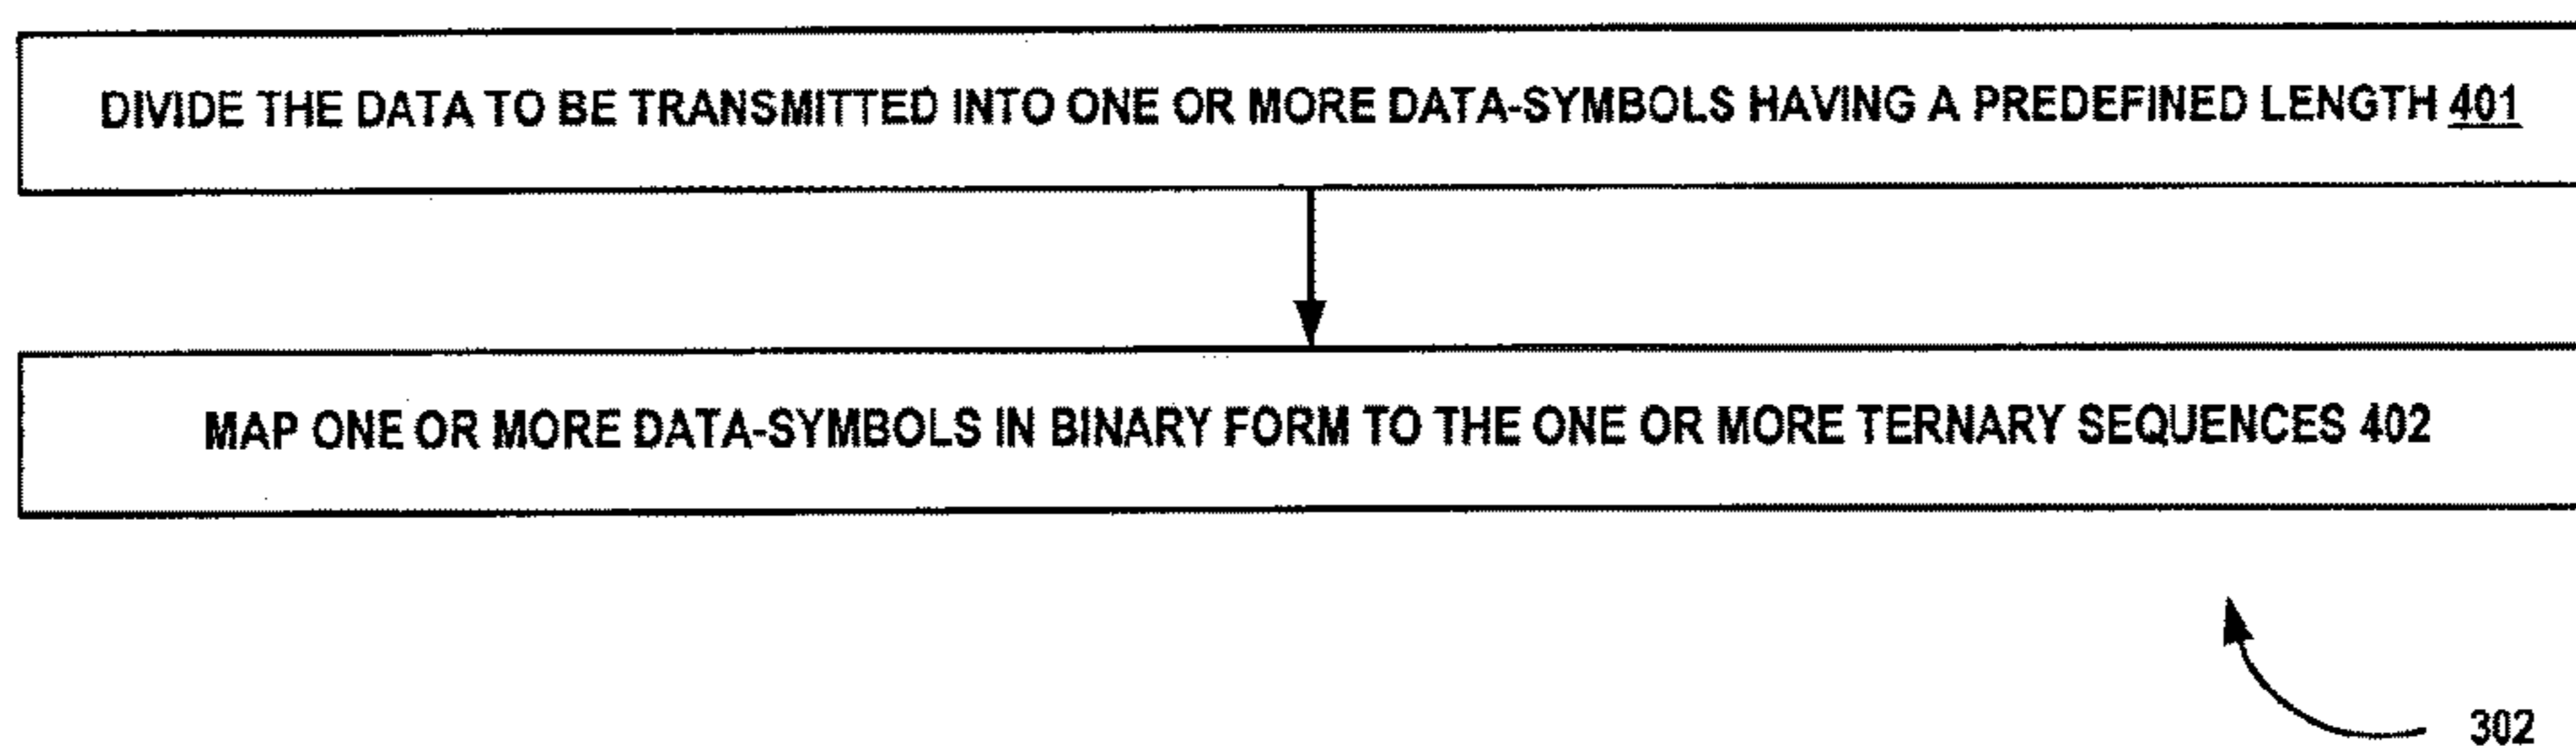 DIVIDE THE DATA TO BE TRANSMITTED INTO ONE OR MORE DATA-SYMBOLS HAVING A PREDEFINED LENGTH 401
MAP ONE OR MORE DATA-SYMBOLS IN BINARY FORM TO THE ONE OR MORE TERNARY SEQUENCES 402
302